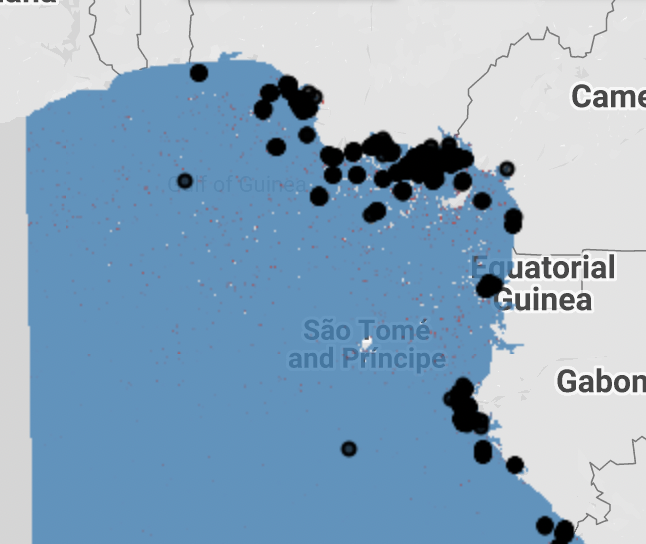 Came
Gulf of Guinea
Equatorial
Guinea
São Tomé
and Príncipe
Gabon